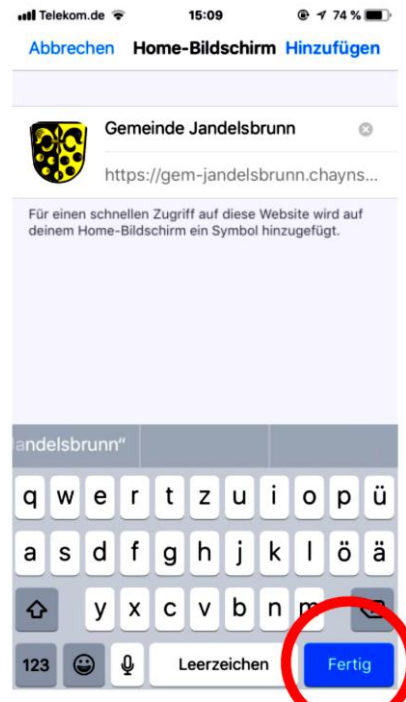 Telekom.de 15:09 74 %
Abbrechen Home-Bildschirm Hinzufügen
Gemeinde Jandelsbrunn
https://gem-jandelsbrunn.chayns...
Für einen schnellen Zugriff auf diese Website wird auf
deinem Home-Bildschirm ein Symbol hinzugefügt.
andelsbrunn“
q w e r t z u i o p ü
a s d f g h j k l ö ä
y x c v b n m
123 Leerzeichen Fertig